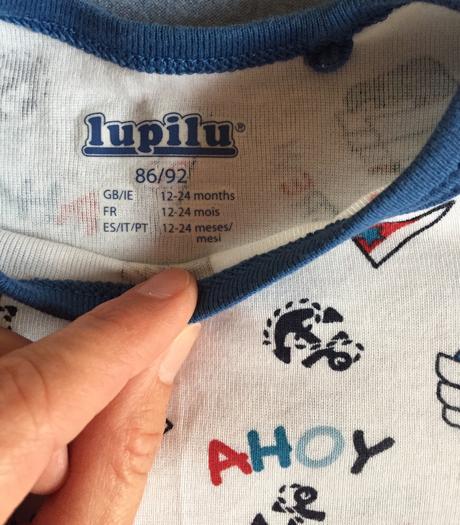 lupilu®
86/92
GB/IE 12-24 months
FR 12-24 mois
ES/IT/PT 12-24 meses/
mesi
AHOY